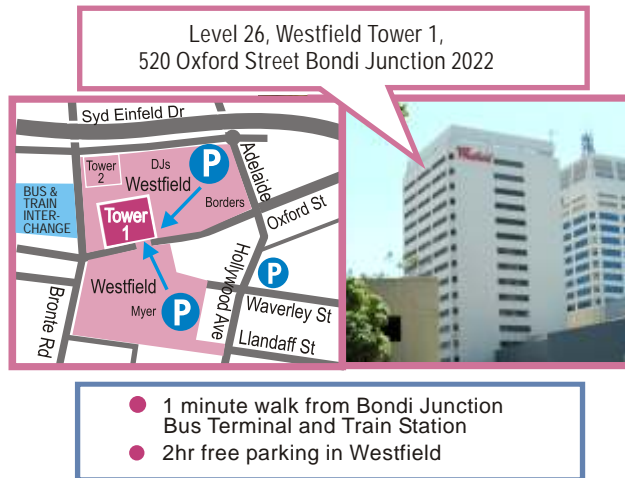 Level 26, Westfield Tower 1,
520 Oxford Street Bondi Junction 2022
Syd Einfeld Dr
Tower
2
DJs
P
Adelaide
Westfield
BUS &
TRAIN
INTER-
CHANGE
Tower
1
Borders
Oxford St
Hollywood Ave
P
Westfield
Myer
P
Waverley St
Bronte Rd
Llandaff St
Westfield
1 minute walk from Bondi Junction
Bus Terminal and Train Station
2hr free parking in Westfield